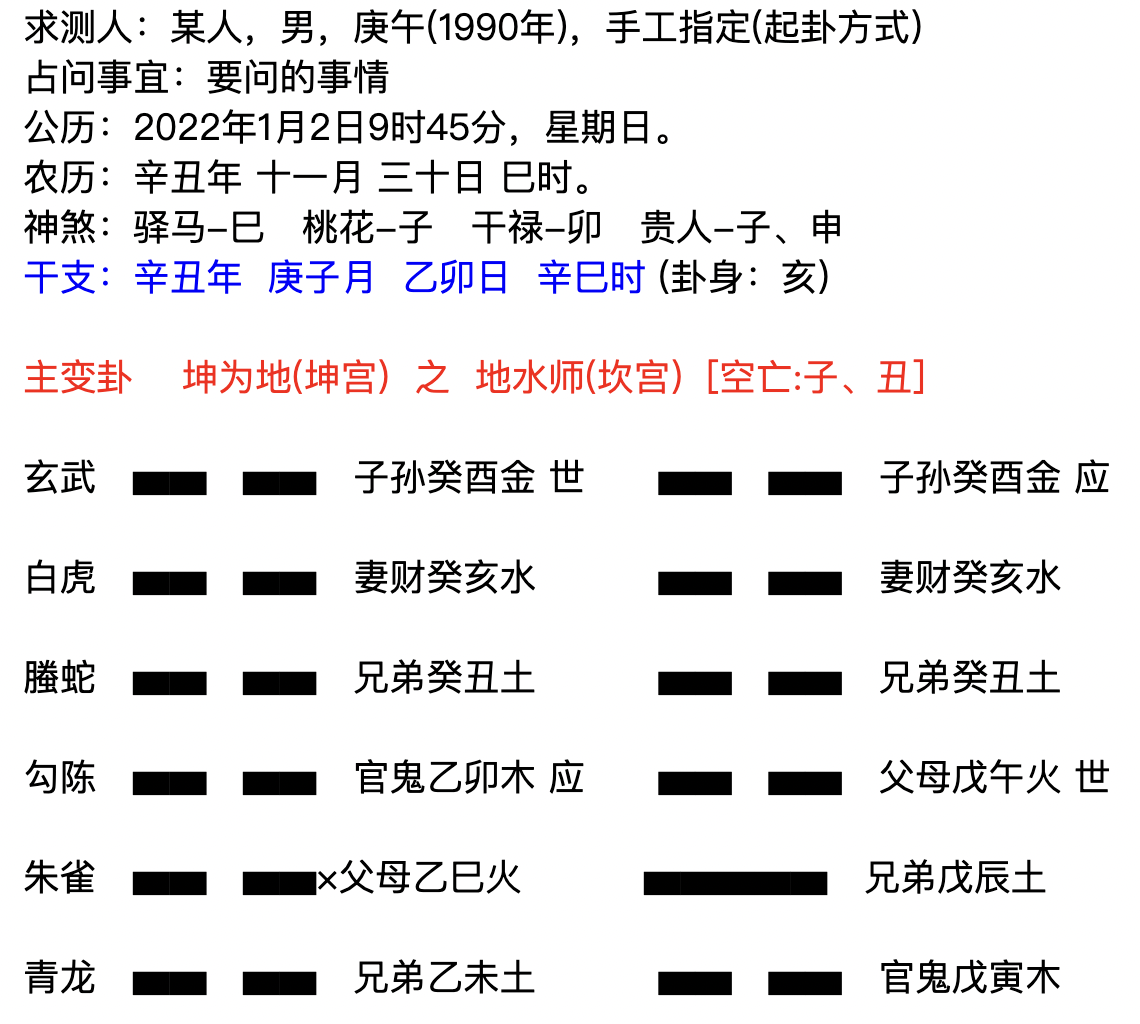 求测人：某人，男，庚午(1990年)，手工指定(起卦方式)
占问事宜：要问的事情
公历：2022年1月2日9时45分，星期日。
农历：辛丑年 十一月 三十日 巳时。
神煞：驿马-巳 桃花-子 干禄-卯 贵人-子、申
干支：辛丑年 庚子月 乙卯日 辛巳时 (卦身：亥)
主变卦 坤为地(坤宫) 之 地水师(坎宫) [空亡:子、丑]
玄武 子孙癸酉金 世 子孙癸酉金 应
白虎 妻财癸亥水 妻财癸亥水
螣蛇 兄弟癸丑土 兄弟癸丑土
勾陈 官鬼乙卯木 应 父母戊午火 世
朱雀 ×父母乙巳火 兄弟戊辰土
青龙 兄弟乙未土 官鬼戊寅木